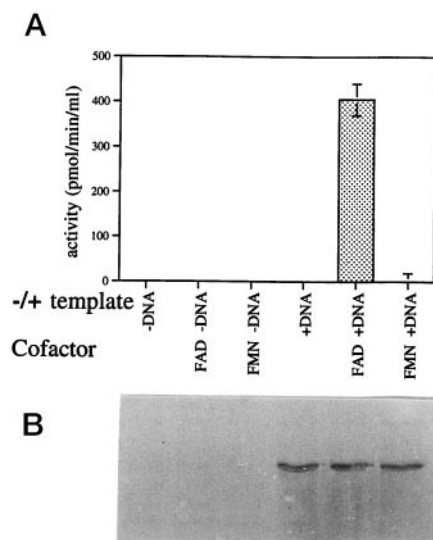 A
500
400
300
200
100
0
activity (pmol/min/ml)
-/+ template
Cofactor
-DNA
FAD -DNA
FMN -DNA
+DNA
FAD +DNA
FMN +DNA
B